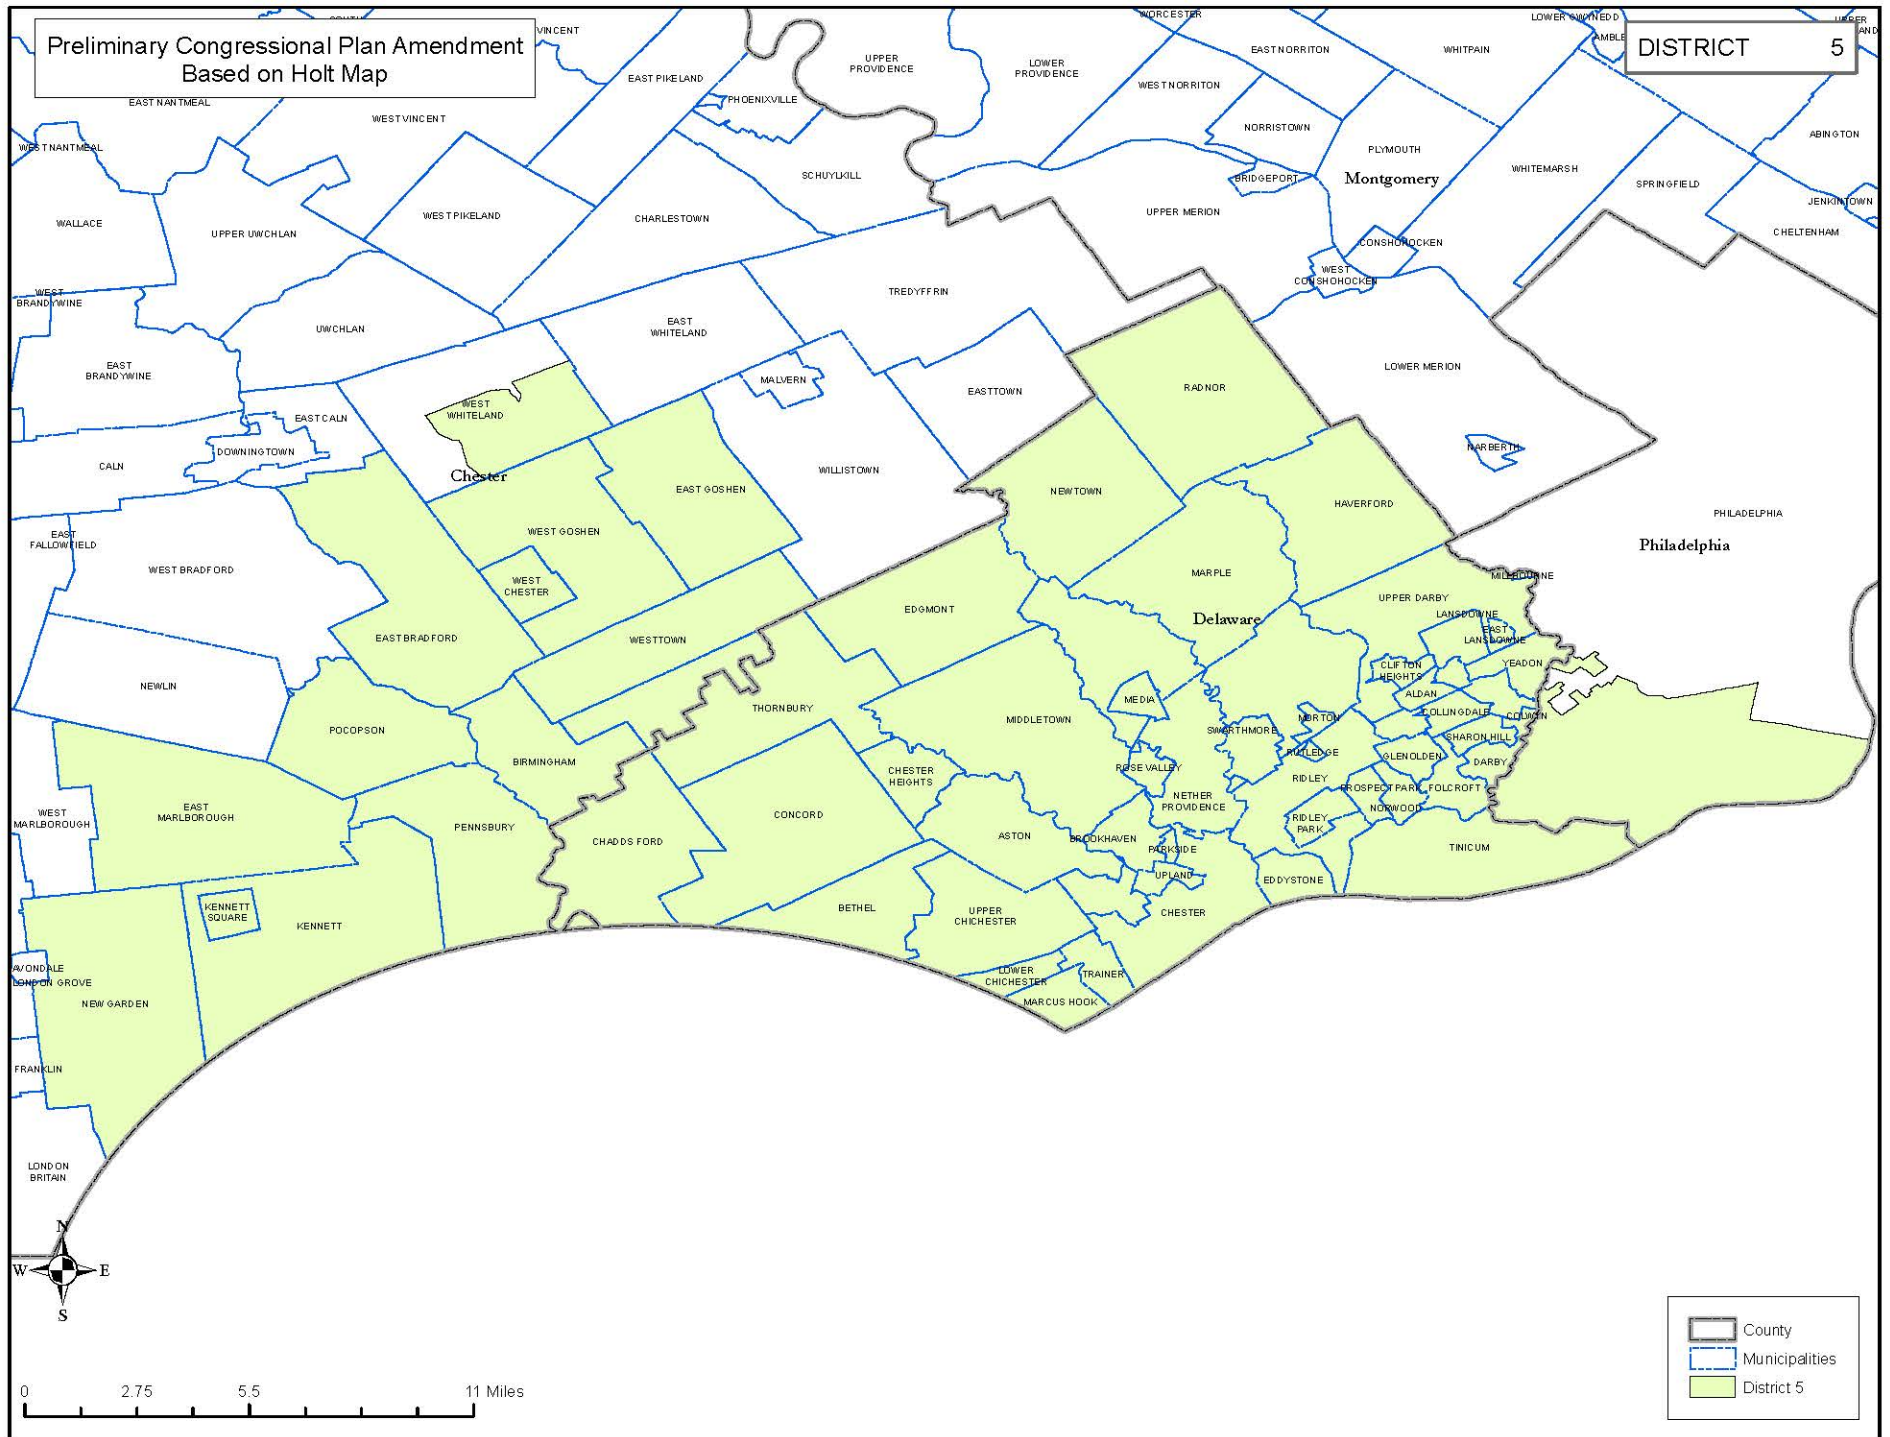 Preliminary Congressional Plan Amendment
Based on Holt Map
DISTRICT 5
VINCENT
WORCESTER
LOWER GWYNEDD
UPPER
AMBLE
EAST NORRITON
WHITPAIN
UPPER
PROVIDENCE
LOWER
PROVIDENCE
EAST PIKELAND
WEST NORRITON
PHOENIXVILLE
EAST NANTMEAL
WEST VINCENT
NORRISTOWN
ABINGTON
WEST NANTMEAL
PLYMOUTH
WHITEMARSH
SCHUYLKILL
BRIDGEPORT
Montgomery
SPRINGFIELD
JENKINTOWN
WALLACE
UPPER UWCHLAN
WEST PIKELAND
CHARLESTOWN
UPPER MERION
CHELTENHAM
CONSHOHOCKEN
WEST
CONSHOHOCKEN
WEST
BRANDYWINE
TREDYFFRIN
UWCHLAN
EAST
WHITELAND
EAST
BRANDYWINE
LOWER MERION
MALVERN
EASTTOWN
RADNOR
WEST
WHITELAND
EAST CALN
NARBERTH
DOWNINGTOWN
CALN
Chester
WILLISTOWN
EAST GOSHEN
NEWTOWN
HAVERFORD
PHILADELPHIA
Philadelphia
EAST
FALLOWFIELD
WEST GOSHEN
WEST BRADFORD
WEST
CHESTER
MARPLE
MILLBOURNE
UPPER DARBY
EDGMONT
Delaware
LANSDOWNE
EAST
LANSDOWNE
EAST BRADFORD
WESTTOWN
YEADON
CLIFTON
HEIGHTS
NEWLIN
ALDAN
MEDIA
THORNBURY
MIDDLETOWN
COLLINGDALE
COLWYN
MORTON
SWARTHMORE
POCOPSON
SHARON HILL
RUTLEDGE
GLENOLDEN
BIRMINGHAM
DARBY
ROSE VALLEY
CHESTER
HEIGHTS
RIDLEY
PROSPECT PARK
FOLCROFT
NETHER
PROVIDENCE
NORWOOD
EAST
MARLBOROUGH
WEST
MARLBOROUGH
PENNSBURY
CONCORD
RIDLEY
PARK
CHADDS FORD
ASTON
BROOKHAVEN
PARKSIDE
TINICUM
UPLAND
EDDYSTONE
KENNETT
SQUARE
KENNETT
BETHEL
UPPER
CHICHESTER
CHESTER
AVONDALE
LONDON GROVE
LOWER
CHICHESTER
TRAINER
NEW GARDEN
MARCUS HOOK
FRANKLIN
LONDON
BRITAIN
N
W E
S
County
Municipalities
District 5
0 2.75 5.5 11 Miles